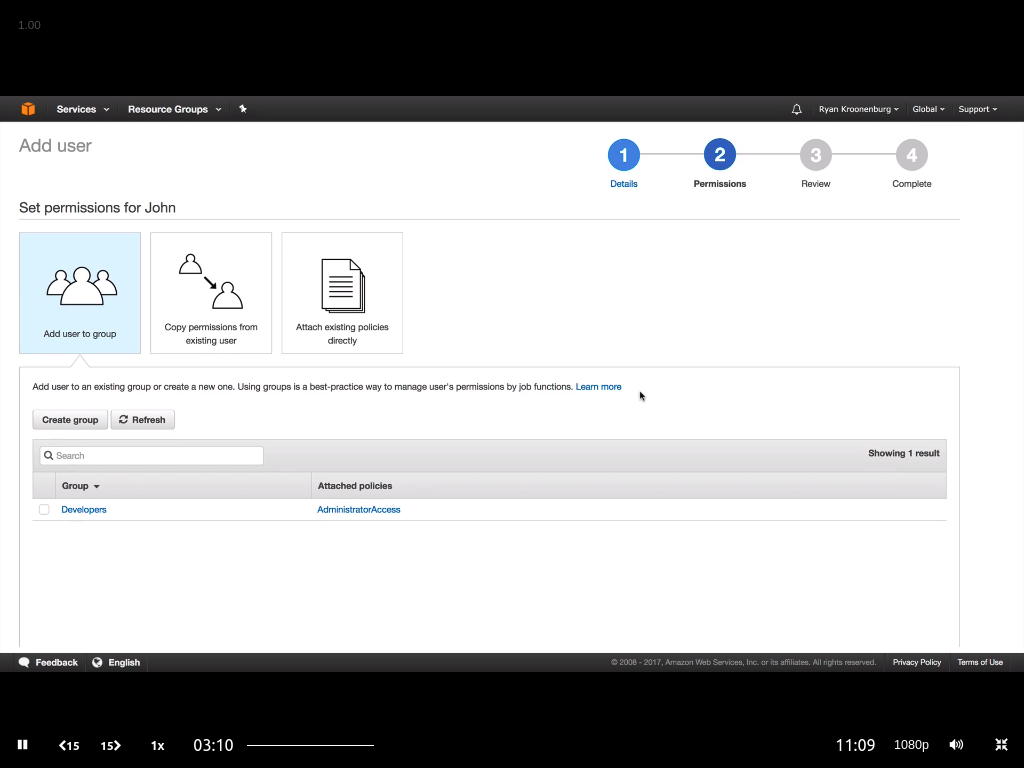 1.00
Services Resource Groups Ryan Kroonenburg Global Support
Add user
1 2 3 4
Details Permissions Review Complete
Set permissions for John
Add user to group
Copy permissions from
existing user
Attach existing policies
directly
Add user to an existing group or create a new one. Using groups is a best-practice way to manage user's permissions by job functions. Learn more
Create group Refresh
Search Showing 1 result
Group Attached policies
Developers AdministratorAccess
Feedback English © 2008 - 2017, Amazon Web Services, Inc. or its affiliates. All rights reserved. Privacy Policy Terms of Use
15 15 1x 03:10 11:09 1080p